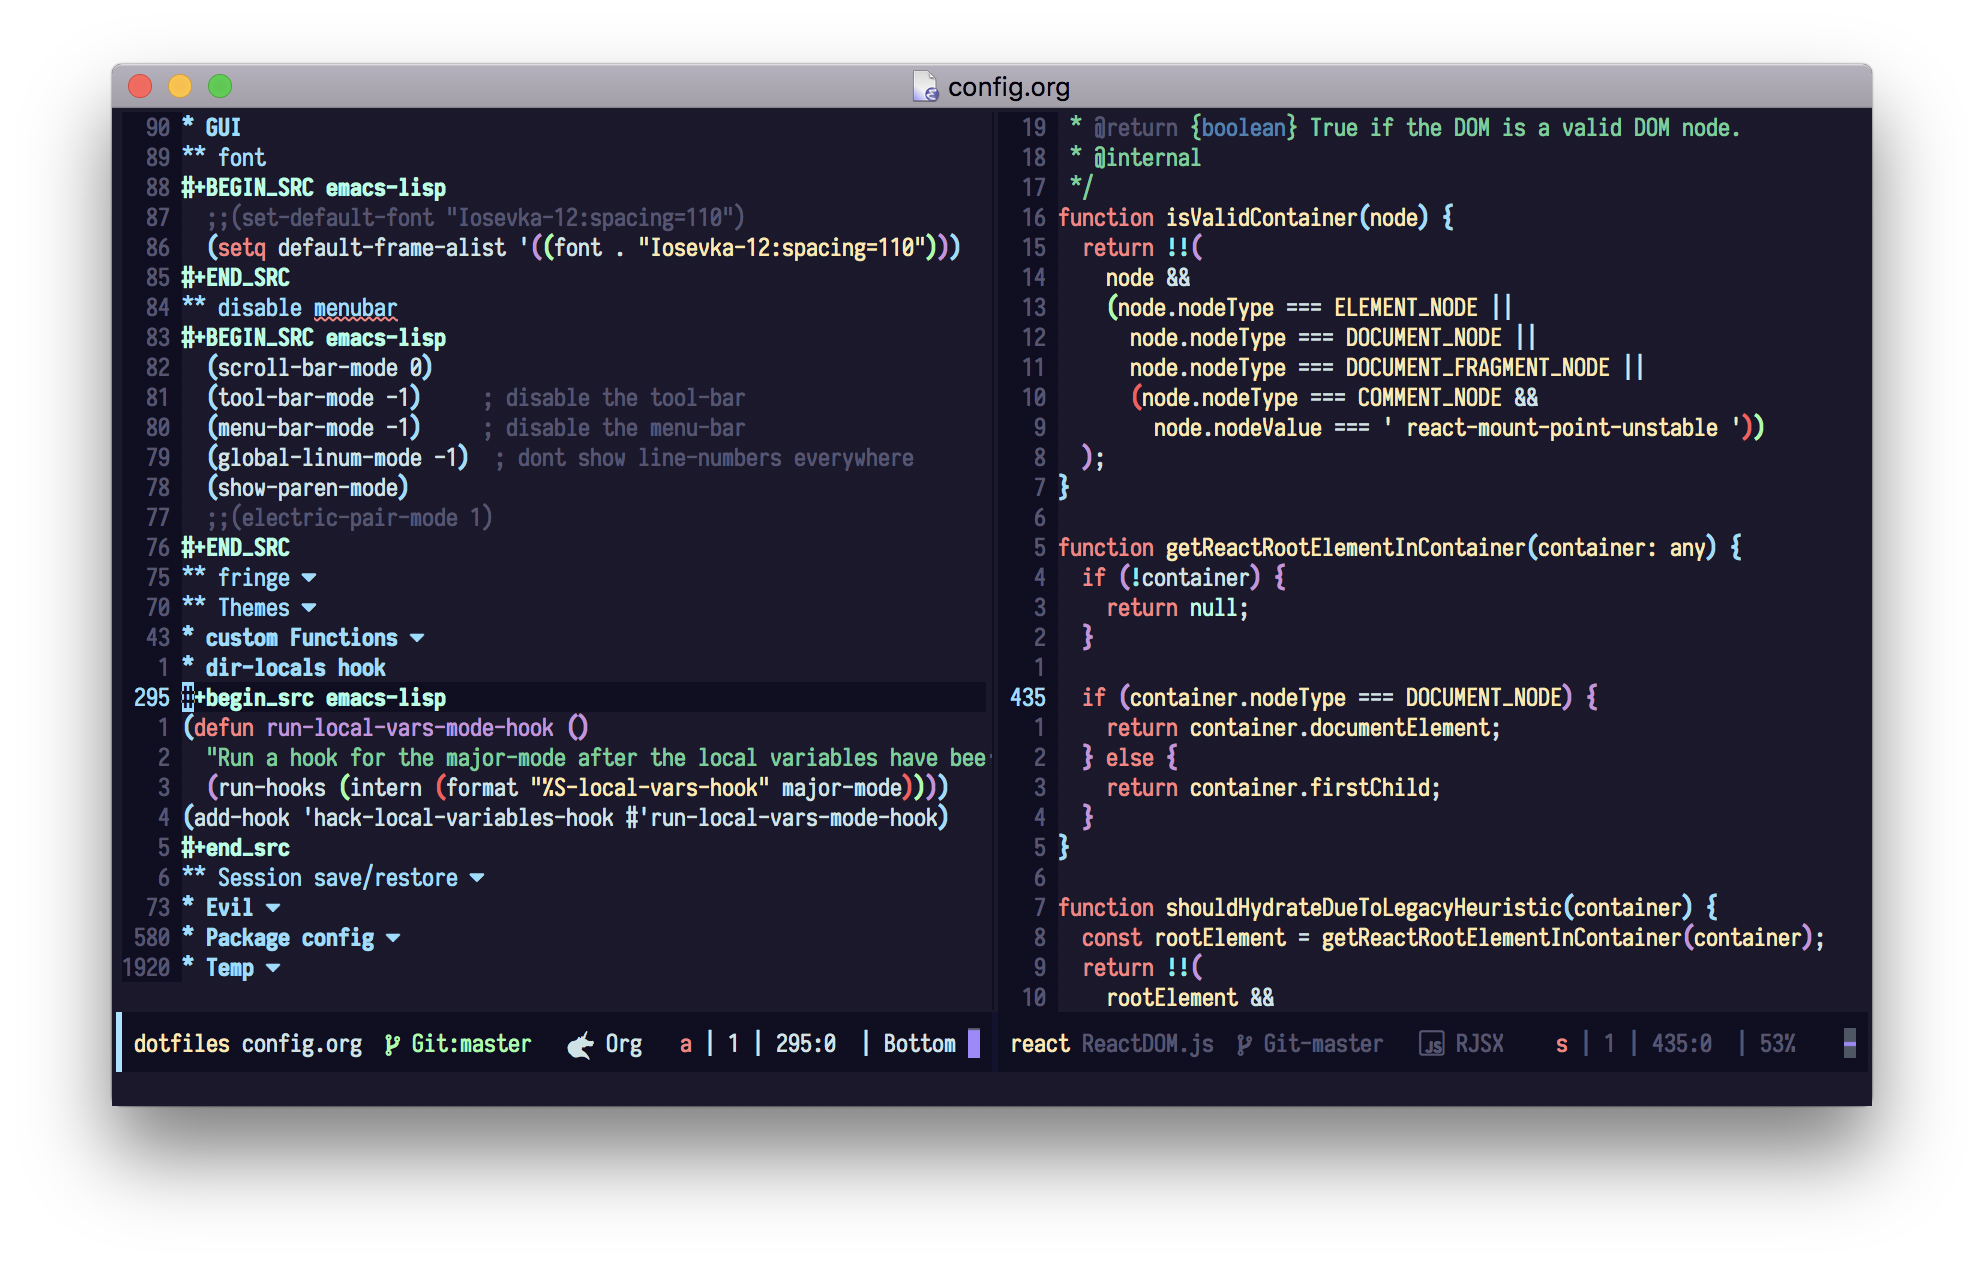 config.org
90 * GUI
89 ** font
88 #+BEGIN_SRC emacs-lisp
87   ;;(set-default-font "Iosevka-12:spacing=110")
86   (setq default-frame-alist '((font . "Iosevka-12:spacing=110")))
85 #+END_SRC
84 ** disable menubar
83 #+BEGIN_SRC emacs-lisp
82   (scroll-bar-mode 0)
81   (tool-bar-mode -1)     ; disable the tool-bar
80   (menu-bar-mode -1)     ; disable the menu-bar
79   (global-linum-mode -1)  ; dont show line-numbers everywhere
78   (show-paren-mode)
77   ;;(electric-pair-mode 1)
76 #+END_SRC
75 ** fringe ▼
70 ** Themes ▼
43 * custom Functions ▼
1 * dir-locals hook
295 #+begin_src emacs-lisp
1 (defun run-local-vars-mode-hook ()
2   "Run a hook for the major-mode after the local variables have bee
3   (run-hooks (intern (format "%S-local-vars-hook" major-mode))))
4 (add-hook 'hack-local-variables-hook #'run-local-vars-mode-hook)
5 #+end_src
6 ** Session save/restore ▼
73 * Evil ▼
580 * Package config ▼
1920 * Temp ▼
dotfiles config.org Git:master Org a | 1 | 295:0 | Bottom
19  * @return {boolean} True if the DOM is a valid DOM node.
18  * @internal
17  */
16 function isValidContainer(node) {
15   return !!(
14     node &&
13     (node.nodeType === ELEMENT_NODE ||
12       node.nodeType === DOCUMENT_NODE ||
11       node.nodeType === DOCUMENT_FRAGMENT_NODE ||
10       (node.nodeType === COMMENT_NODE &&
9         node.nodeValue === ' react-mount-point-unstable '))
8   );
7 }
6
5 function getReactRootElementInContainer(container: any) {
4   if (!container) {
3     return null;
2   }
1
435   if (container.nodeType === DOCUMENT_NODE) {
1     return container.documentElement;
2   } else {
3     return container.firstChild;
4   }
5 }
6
7 function shouldHydrateDueToLegacyHeuristic(container) {
8   const rootElement = getReactRootElementInContainer(container);
9   return !!(
10     rootElement &&
react ReactDOM.js Git-master JS RJSX s | 1 | 435:0 | 53%